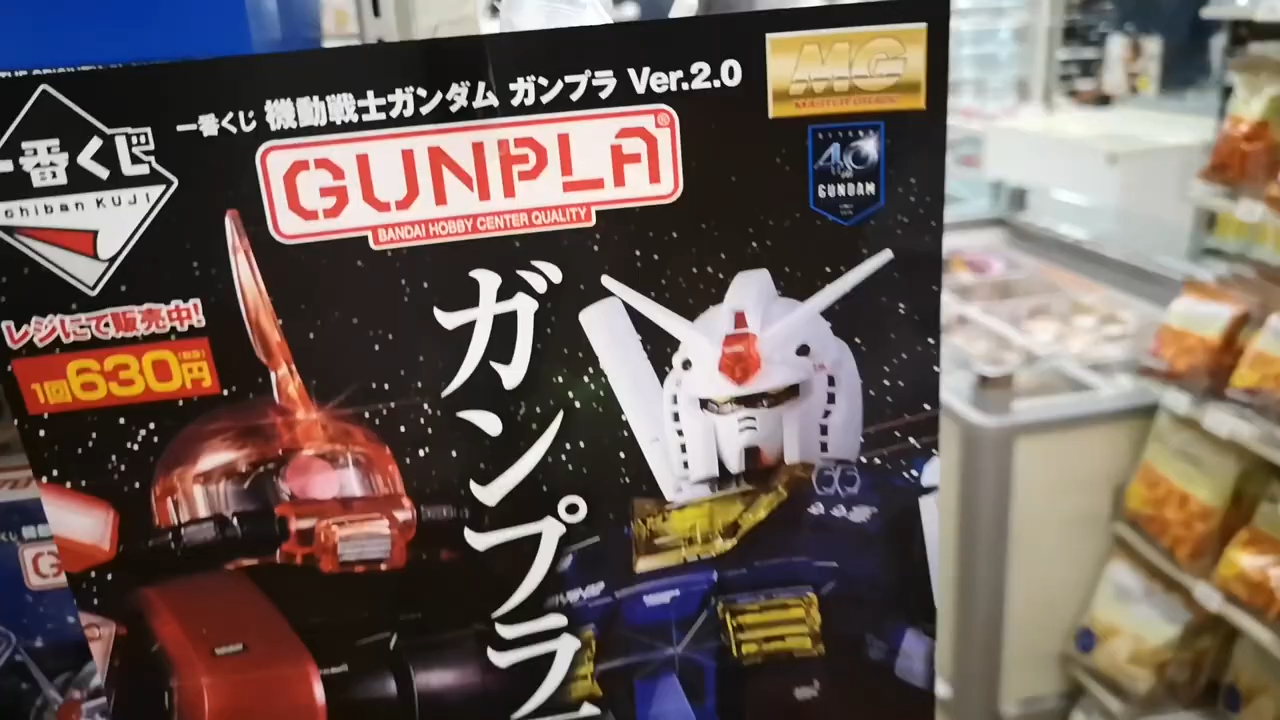 一番くじ
chiban KUJI
一番くじ 機動戦士ガンダム ガンプラ Ver.2.0
MG
MASTER GRADE
GUNPLA®
BANDAI HOBBY CENTER QUALITY
40
GUNDAM
レジにて販売中!
1回630円
ガンプラ